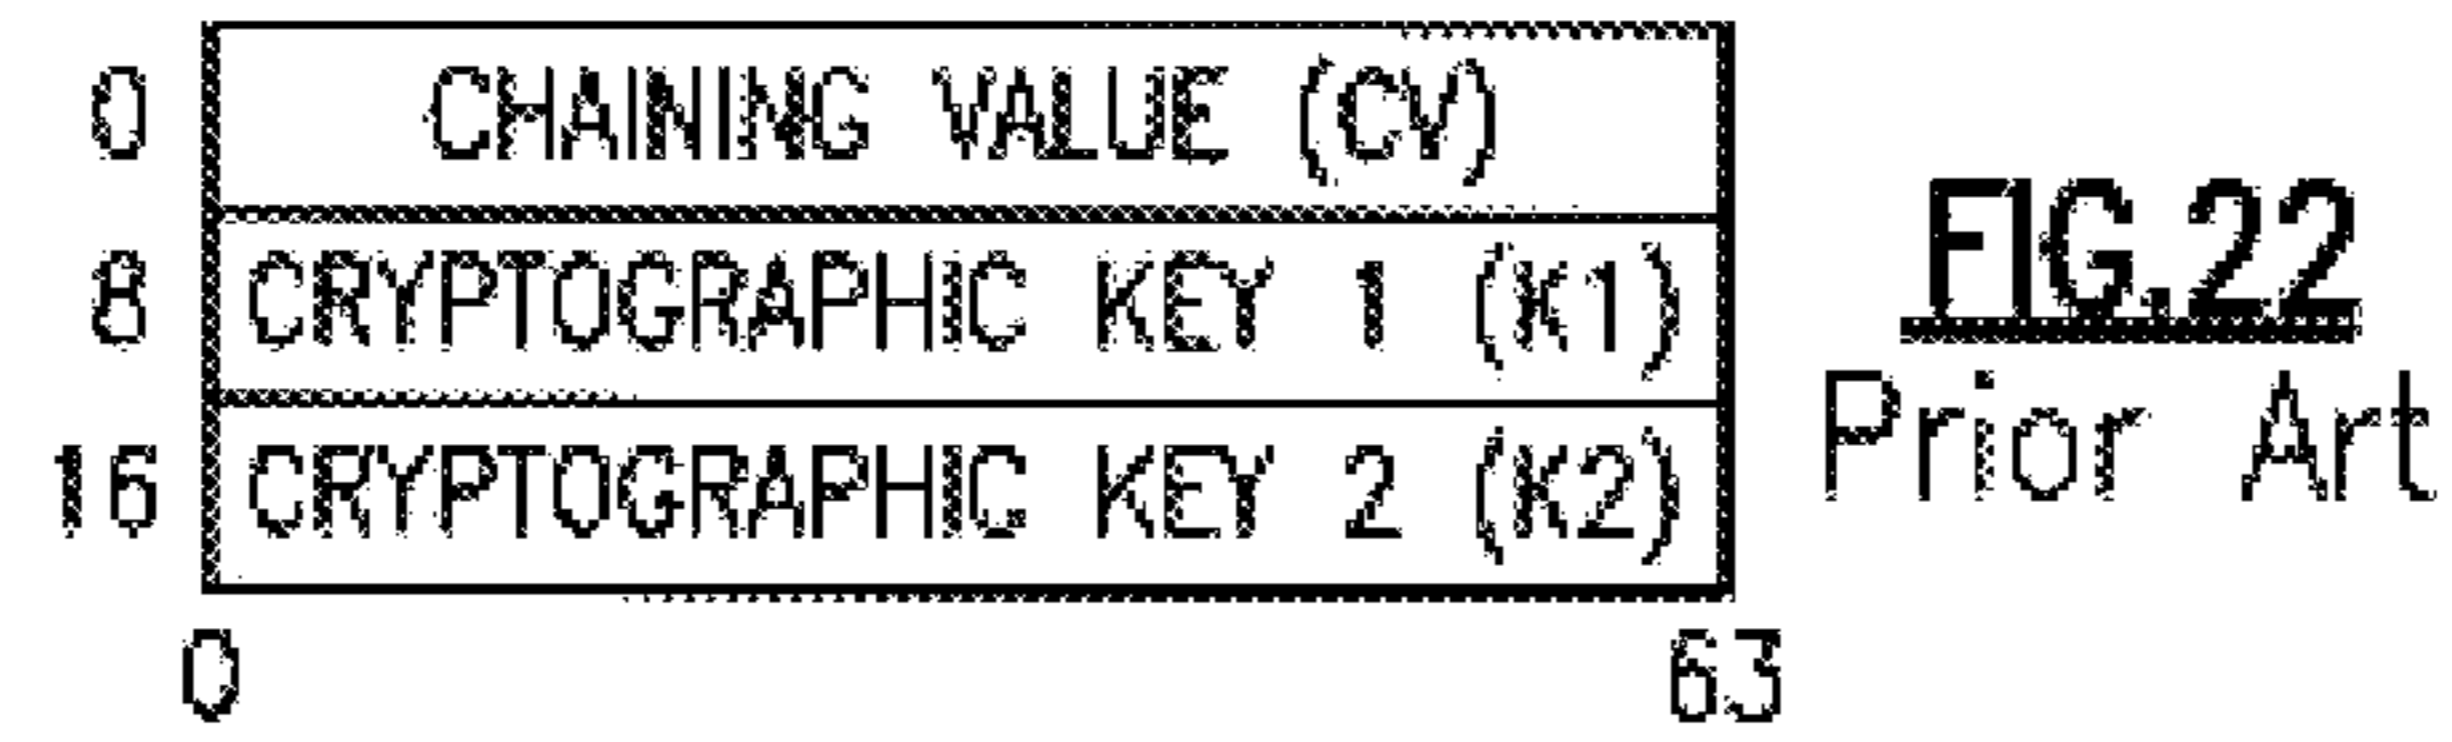 0 CHAINING VALUE (CV)
8 CRYPTOGRAPHIC KEY 1 (K1)
16 CRYPTOGRAPHIC KEY 2 (K2)
0 63
FIG.22
Prior Art